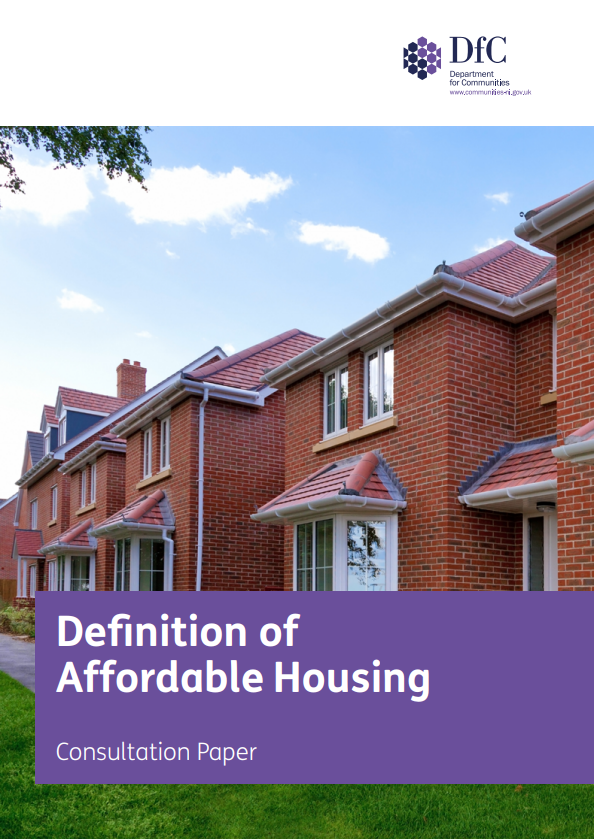 DfC
Department
for Communities
www.communities-ni.gov.uk
Definition of
Affordable Housing
Consultation Paper